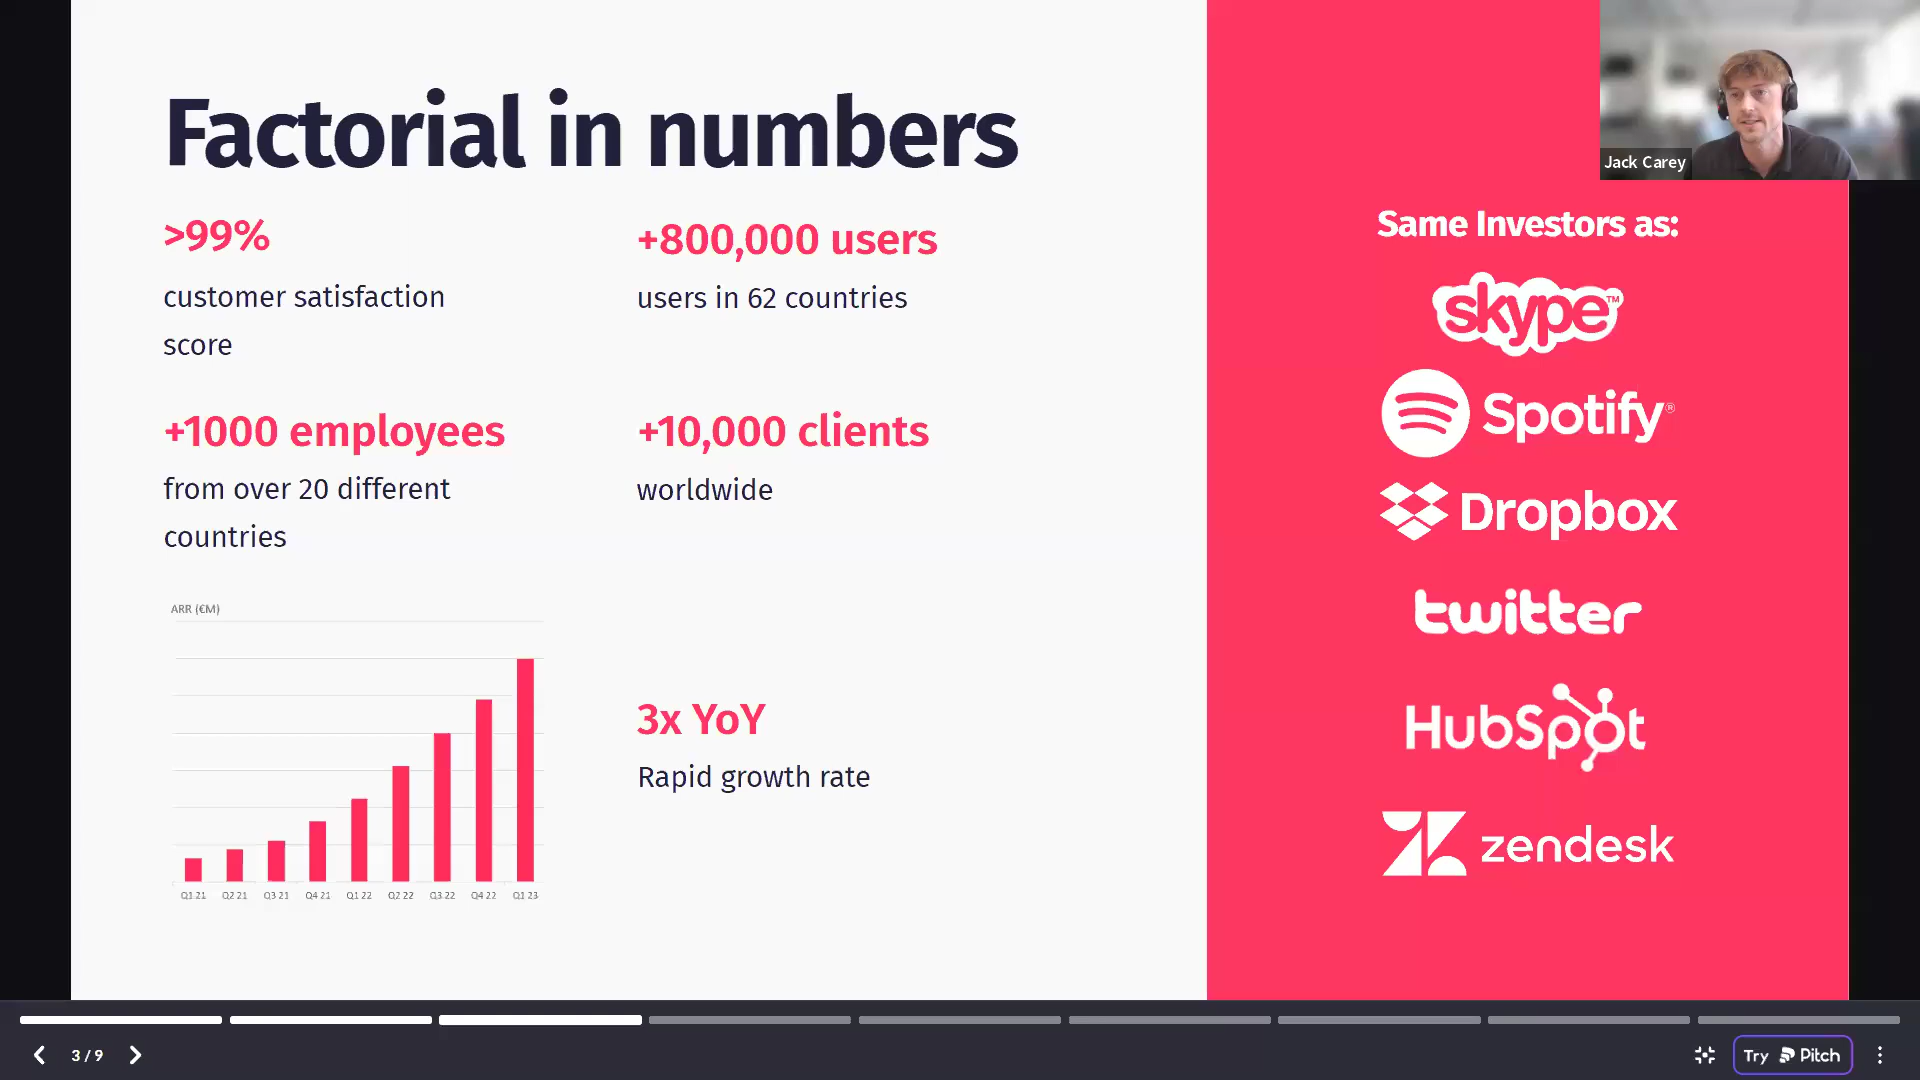 Factorial in numbers
>99%
customer satisfaction
score
+800,000 users
users in 62 countries
+1000 employees
from over 20 different
countries
+10,000 clients
worldwide
ARR (€M)
Q1 21 Q2 21 Q3 21 Q4 21 Q1 22 Q2 22 Q3 22 Q4 22 Q1 23
3x YoY
Rapid growth rate
Jack Carey
Same Investors as:
skype™
Spotify®
Dropbox
twitter
HubSpot
zendesk
3 / 9
Try Pitch